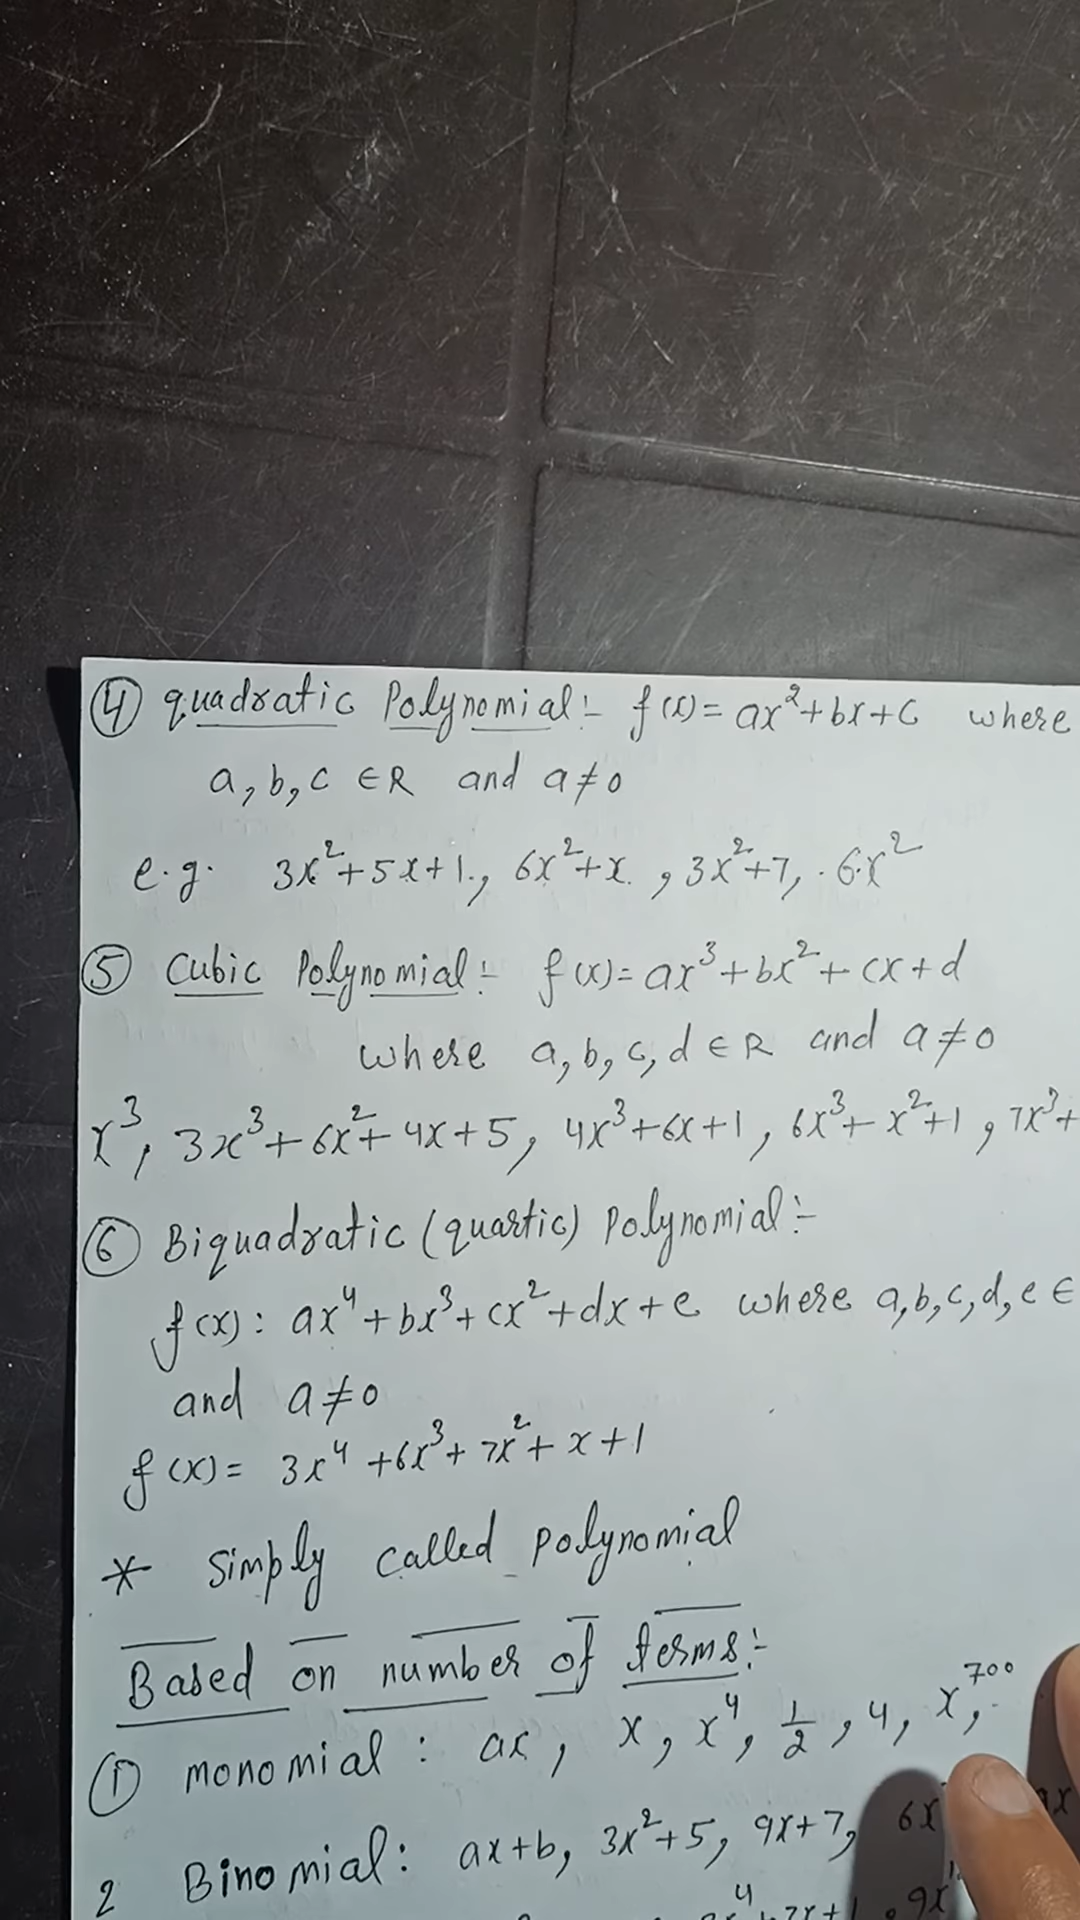 ④ quadratic Polynomial:- f(x) = ax²+bx+c where
a, b, c ∈ R and a ≠ 0
e.g. 3x²+5x+1, 6x²+x, 3x²+7, 6x²
⑤ Cubic Polynomial:- f(x) = ax³+bx²+cx+d
where a, b, c, d ∈ R and a ≠ 0
x³, 3x³+6x²+4x+5, 4x³+6x+1, 6x³+x²+1, 7x³+
⑥ Biquadratic (quartic) Polynomial:-
f(x): ax⁴+bx³+cx²+dx+e where a,b,c,d,e ∈
and a ≠ 0
f(x) = 3x⁴+6x³+7x²+x+1
* Simply called polynomial
Based on number of terms:-
① monomial: ax, x, x⁴, 1/2, 4, x⁷⁰⁰,
2 Binomial: ax+b, 3x²+5, 9x+7,